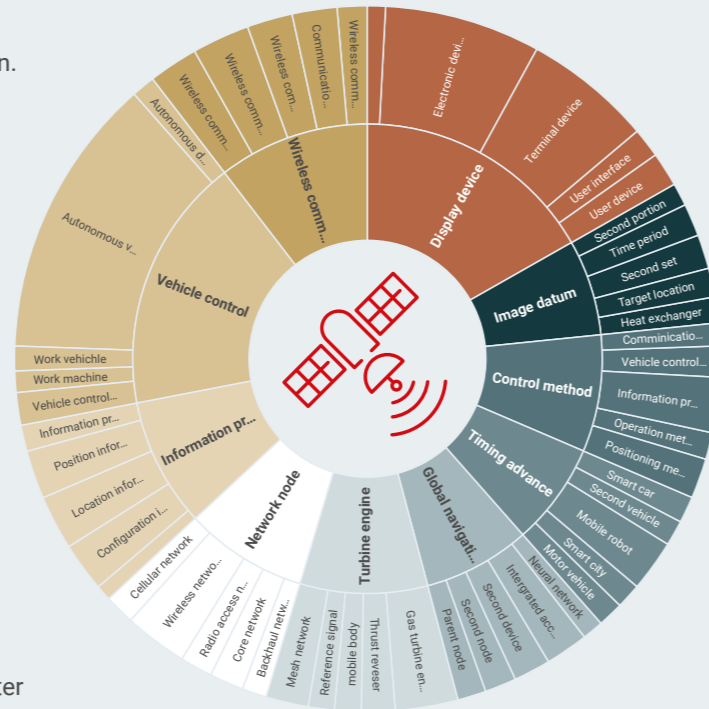 n.
ter
Display device
Electronic devi...
Terminal device
User interface
User device
Image datum
Second portion
Time period
Second set
Target location
Heat exchanger
Control method
Comminicatio...
Vehicle control...
Information pr...
Operation met...
Positioning me...
Timing advance
Smart car
Second vehicle
Mobile robot
Smart city
Motor vehicle
Global navigati...
Neural network
Intergrated acc...
Second device
Second node
Parent node
Turbine engine
Gas turbine en...
Thrust reveser
mobile body
Reference signal
Mesh network
Network node
Backhaul netw...
Core network
Radio access n...
Wireless netwo...
Cellular network
Information pr...
Configuration i...
Location infor...
Position infor...
Information pr...
Vehicle control
Vehicle control...
Work machine
Work vehichle
Autonomous v...
Autonomous d...
Wireless comm...
Wireless comm...
Wireless comm...
Wireless com...
Communicatio...
Wireless comm...